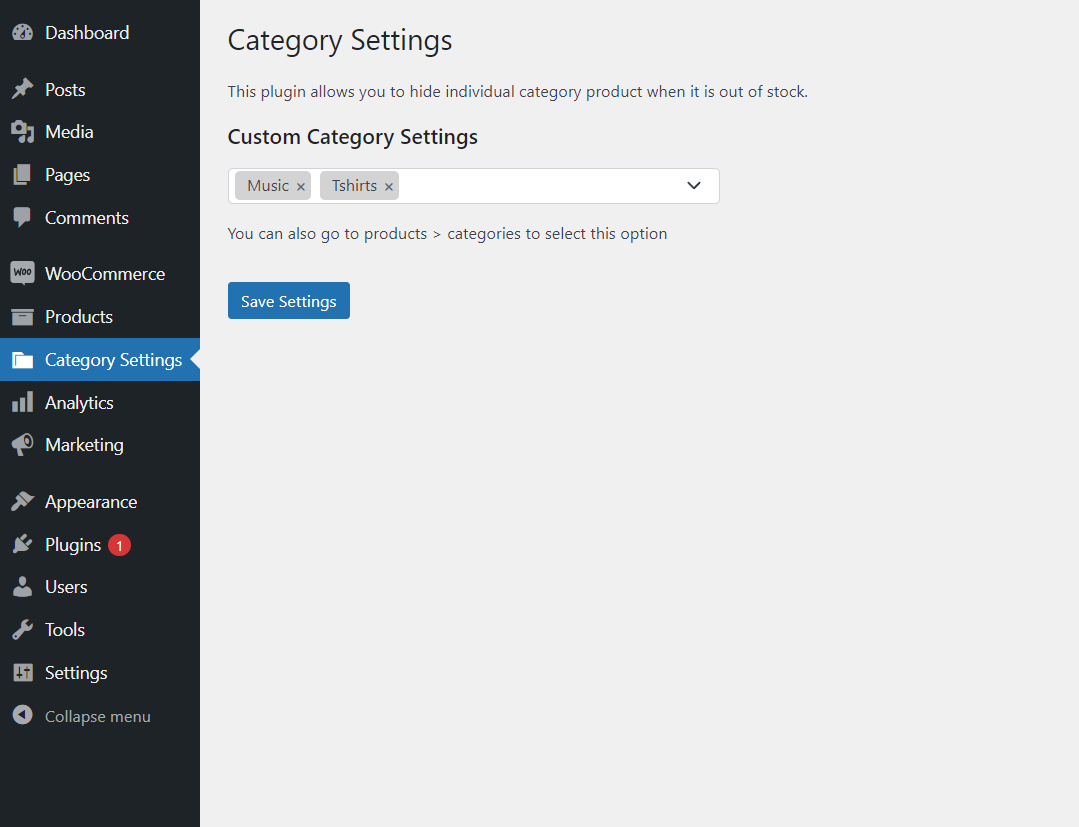 Dashboard
Posts
Media
Pages
Comments
WOO WooCommerce
Products
Category Settings
Analytics
Marketing
Appearance
Plugins 1
Users
Tools
Settings
Collapse menu
Category Settings
This plugin allows you to hide individual category product when it is out of stock.
Custom Category Settings
Music × Tshirts ×
You can also go to products > categories to select this option
Save Settings